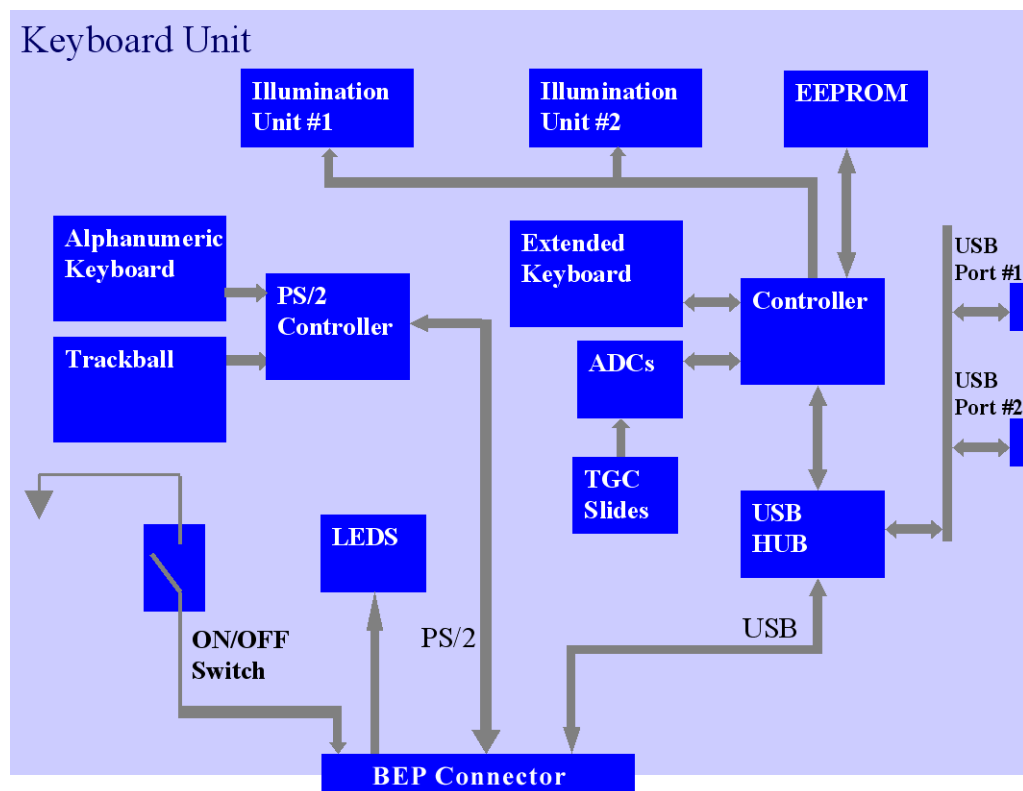 Keyboard Unit
Illumination
Unit #1
Illumination
Unit #2
EEPROM
Alphanumeric
Keyboard
PS/2
Controller
Trackball
Extended
Keyboard
Controller
USB
Port #1
ADCs
USB
Port #2
TGC
Slides
USB
HUB
LEDS
ON/OFF
Switch
PS/2
USB
BEP Connector